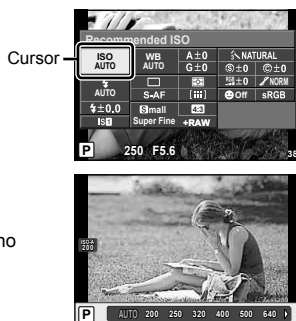 Recommended ISO
Cursor
ISO AUTO WB AUTO A±0 G±0 NATURAL
±0 ±0
AUTO ±0 NORM
S-AF Off sRGB
±0.0 Small 4:3
IS1 Super Fine +RAW
P 250 F5.6 38
no
ISO-A 200
P AUTO 200 250 320 400 500 640